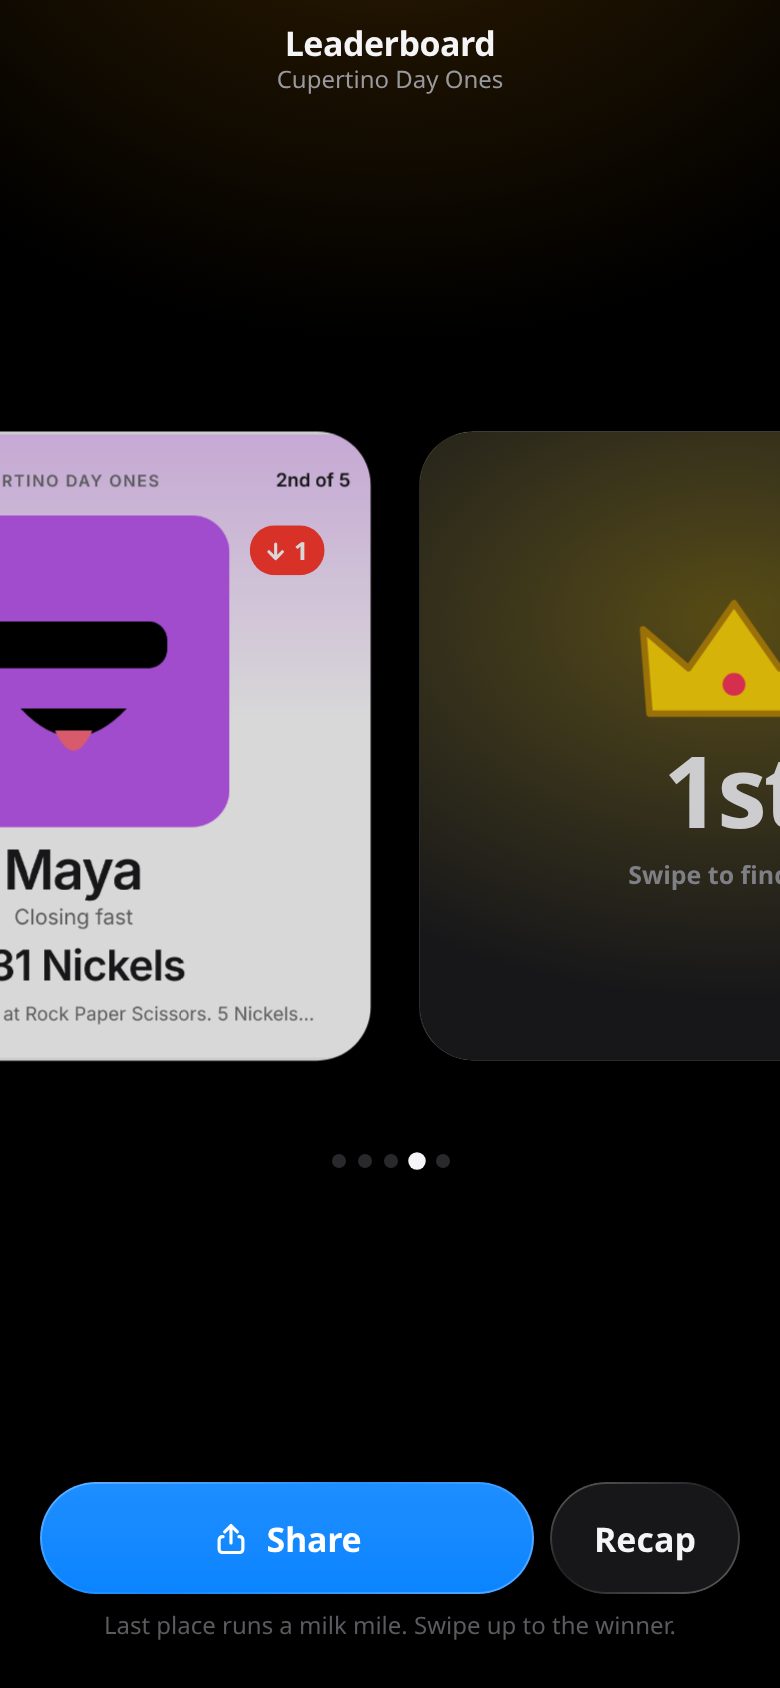 Leaderboard
Cupertino Day Ones
RTINO DAY ONES
2nd of 5
1
Maya
Closing fast
31 Nickels
at Rock Paper Scissors. 5 Nickels...
1st
Swipe to find
Share
Recap
Last place runs a milk mile. Swipe up to the winner.